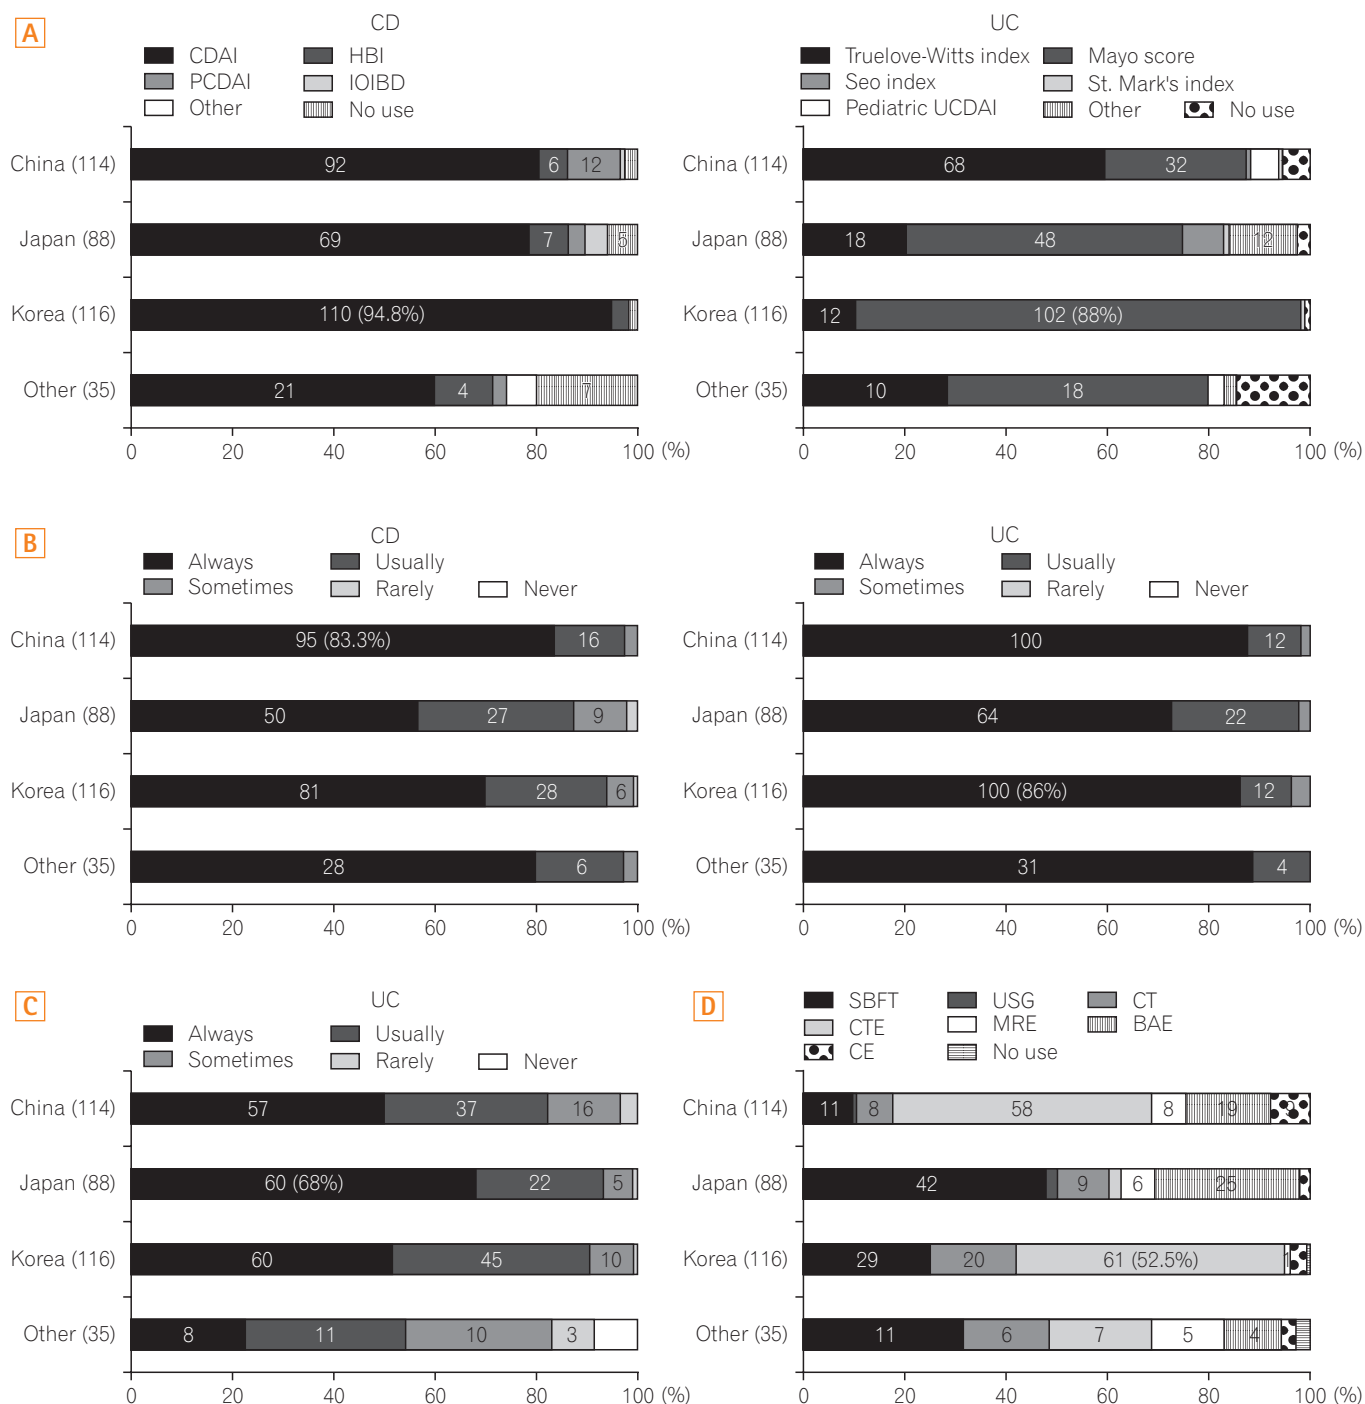 A
CD
CDAI HBI
PCDAI IOIBD
Other No use
China (114) 92 6 12
Japan (88) 69 7 5
Korea (116) 110 (94.8%)
Other (35) 21 4 7
0 20 40 60 80 100 (%)
UC
Truelove-Witts index Mayo score
Seo index St. Mark's index
Pediatric UCDAI Other No use
China (114) 68 32
Japan (88) 18 48 12
Korea (116) 12 102 (88%)
Other (35) 10 18
0 20 40 60 80 100 (%)
B
CD
Always Usually
Sometimes Rarely Never
China (114) 95 (83.3%) 16
Japan (88) 50 27 9
Korea (116) 81 28 6
Other (35) 28 6
0 20 40 60 80 100 (%)
UC
Always Usually
Sometimes Rarely Never
China (114) 100 12
Japan (88) 64 22
Korea (116) 100 (86%) 12
Other (35) 31 4
0 20 40 60 80 100 (%)
C
UC
Always Usually
Sometimes Rarely Never
China (114) 57 37 16
Japan (88) 60 (68%) 22 5
Korea (116) 60 45 10
Other (35) 8 11 10 3
0 20 40 60 80 100 (%)
D
SBFT USG CT
CTE MRE BAE
CE No use
China (114) 11 8 58 8 19 9
Japan (88) 42 9 6 25
Korea (116) 29 20 61 (52.5%) 1
Other (35) 11 6 7 5 4
0 20 40 60 80 100 (%)